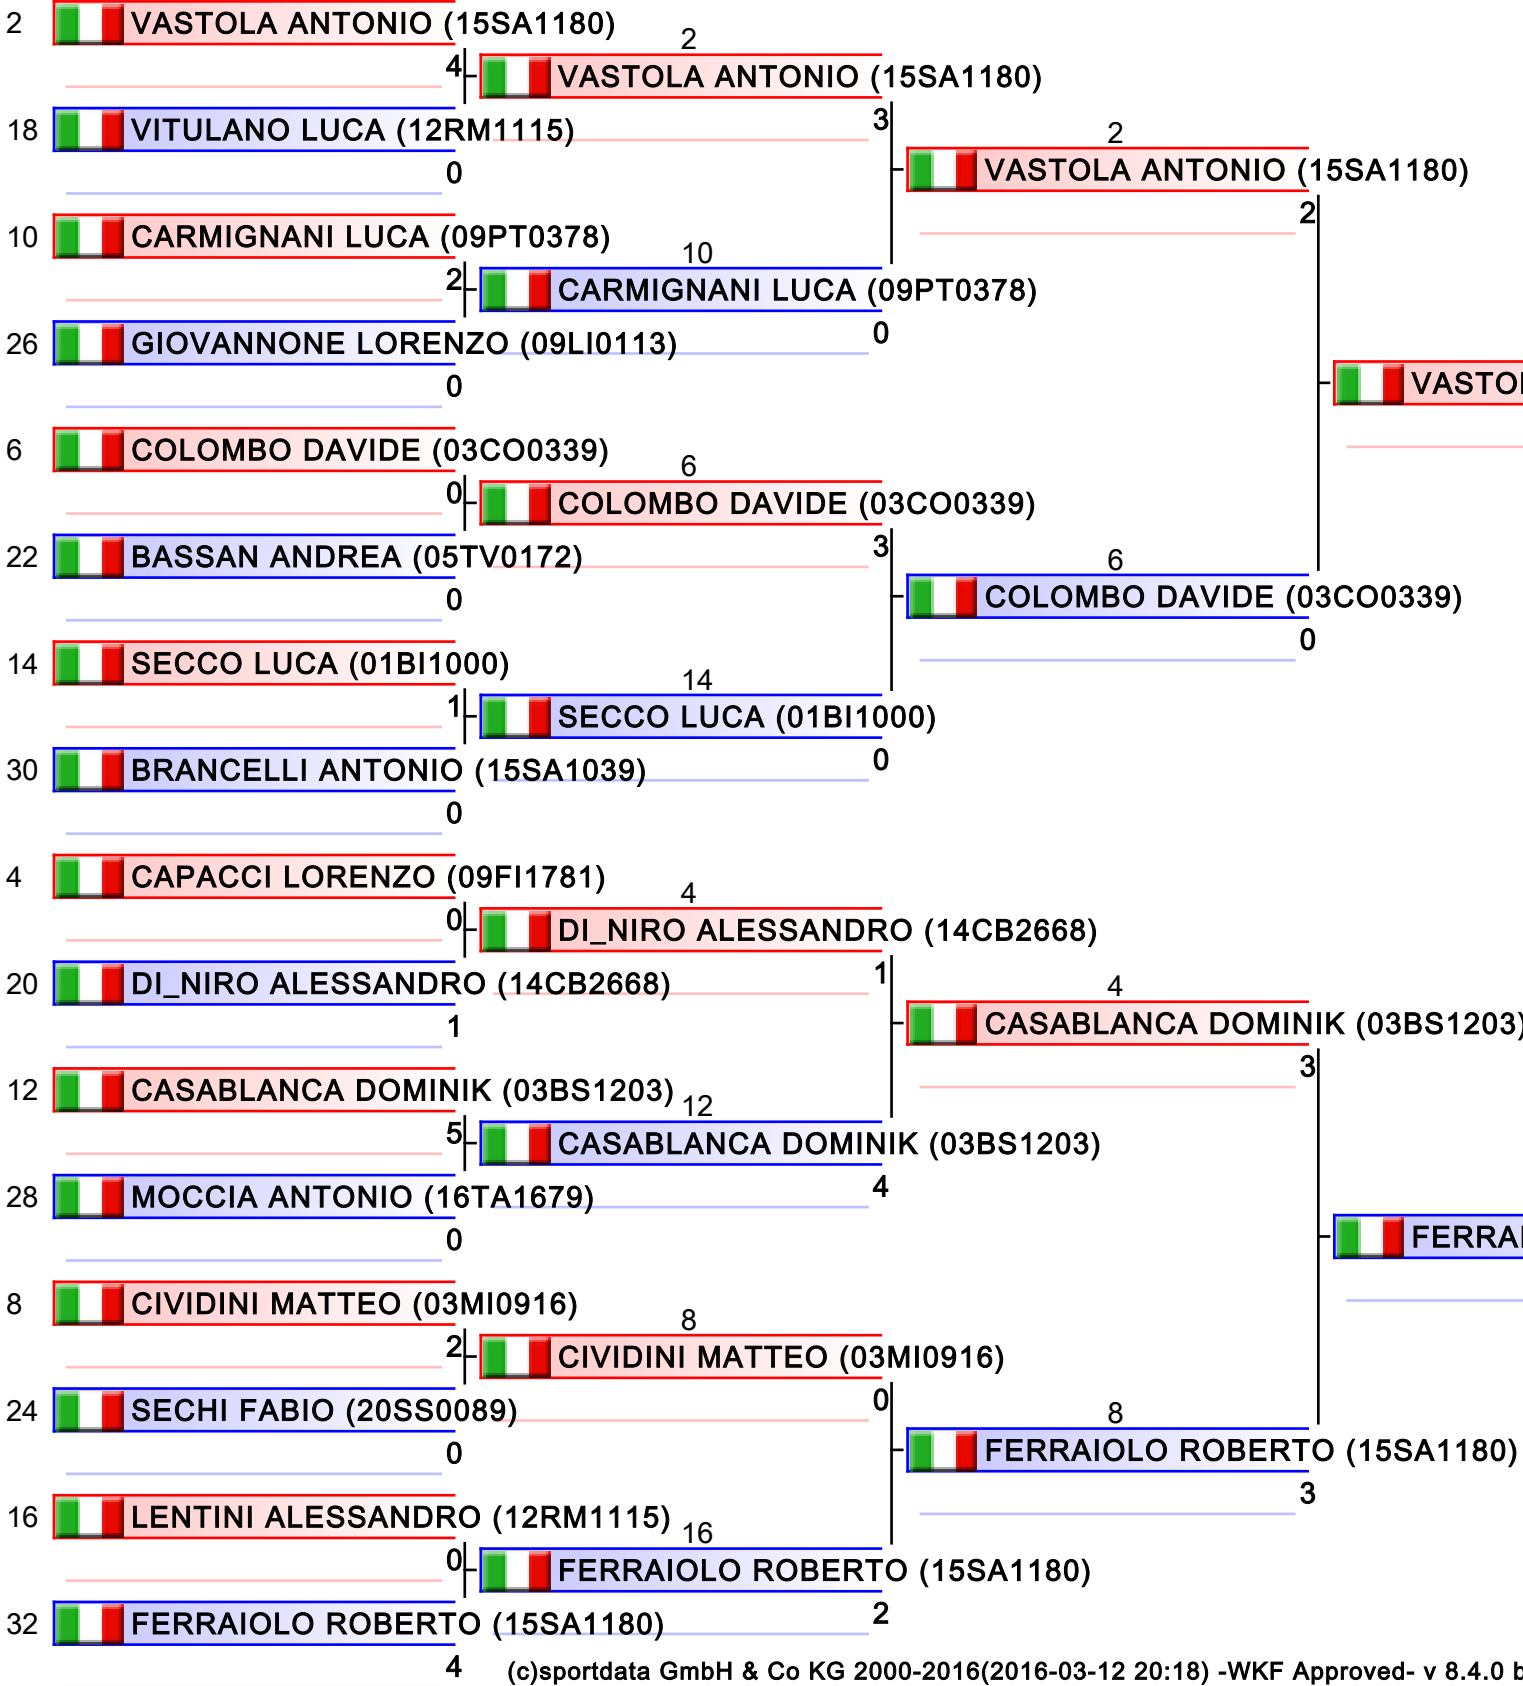 2 VASTOLA ANTONIO (15SA1180)
4
18 VITULANO LUCA (12RM1115)
0
10 CARMIGNANI LUCA (09PT0378)
2
26 GIOVANNONE LORENZO (09LI0113)
0
6 COLOMBO DAVIDE (03CO0339)
0
22 BASSAN ANDREA (05TV0172)
0
14 SECCO LUCA (01BI1000)
1
30 BRANCELLI ANTONIO (15SA1039)
0
4 CAPACCI LORENZO (09FI1781)
0
20 DI_NIRO ALESSANDRO (14CB2668)
1
12 CASABLANCA DOMINIK (03BS1203)
5
28 MOCCIA ANTONIO (16TA1679)
0
8 CIVIDINI MATTEO (03MI0916)
2
24 SECHI FABIO (20SS0089)
0
16 LENTINI ALESSANDRO (12RM1115)
0
32 FERRAIOLO ROBERTO (15SA1180)
4
2
VASTOLA ANTONIO (15SA1180)
3
10
CARMIGNANI LUCA (09PT0378)
0
6
COLOMBO DAVIDE (03CO0339)
3
14
SECCO LUCA (01BI1000)
0
4
DI_NIRO ALESSANDRO (14CB2668)
1
12
CASABLANCA DOMINIK (03BS1203)
4
8
CIVIDINI MATTEO (03MI0916)
0
16
FERRAIOLO ROBERTO (15SA1180)
2
2
VASTOLA ANTONIO (15SA1180)
2
6
COLOMBO DAVIDE (03CO0339)
0
4
CASABLANCA DOMINIK (03BS1203)
3
8
FERRAIOLO ROBERTO (15SA1180)
3
(c)sportdata GmbH & Co KG 2000-2016(2016-03-12 20:18) -WKF Approved- v 8.4.0 b